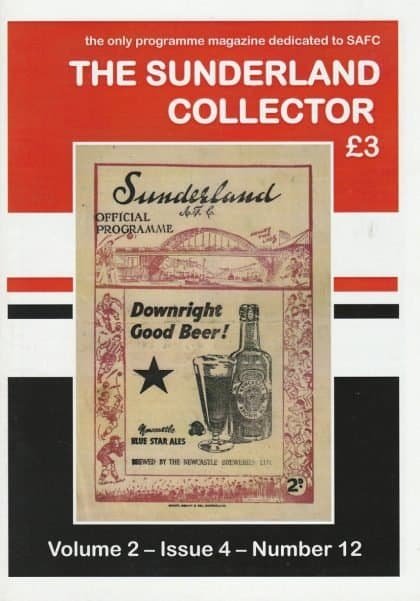 the only programme magazine dedicated to SAFC
THE SUNDERLAND
COLLECTOR
£3
Sunderland
A.F.C.
OFFICIAL
PROGRAMME
Downright
Good Beer!
Newcastle
BLUE STAR ALES
BREWED BY THE NEWCASTLE BREWERIES LTD.
2ᴰ
Volume 2 – Issue 4 – Number 12